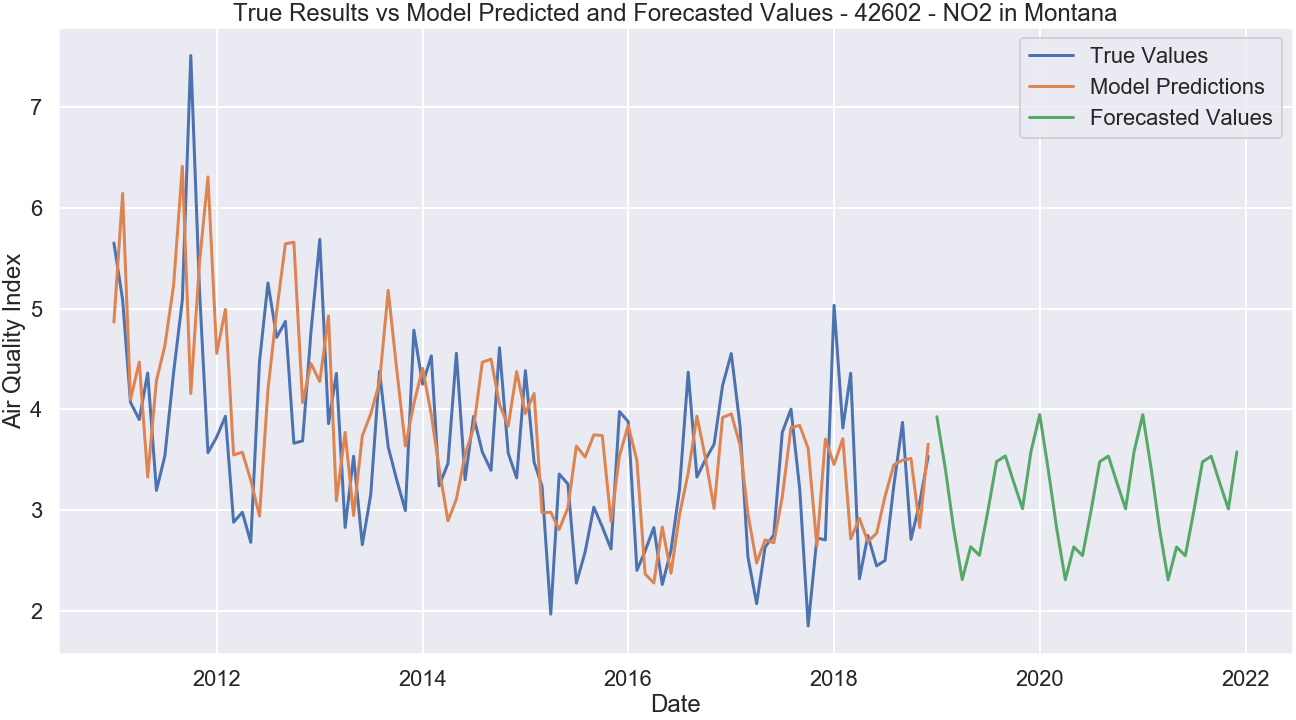 True Results vs Model Predicted and Forecasted Values - 42602 - NO2 in Montana
True Values
Model Predictions
Forecasted Values
Air Quality Index
7
6
5
4
3
2
2012
2014
2016
2018
2020
2022
Date